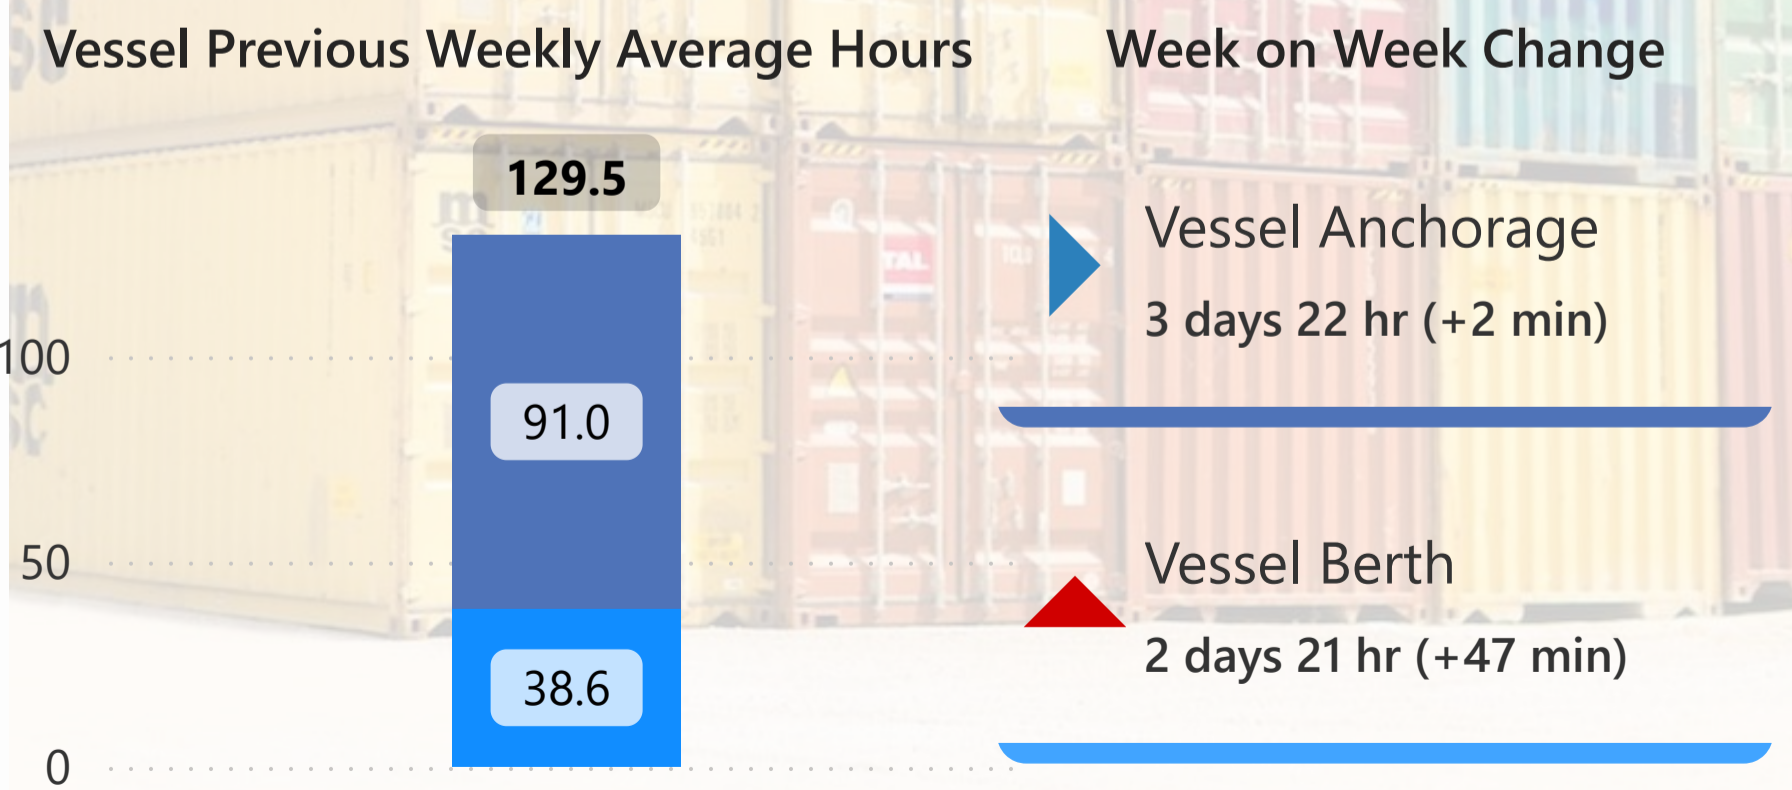 Vessel Previous Weekly Average Hours
129.5
100
91.0
50
38.6
0
Week on Week Change
Vessel Anchorage
3 days 22 hr (+2 min)
Vessel Berth
2 days 21 hr (+47 min)
TAL